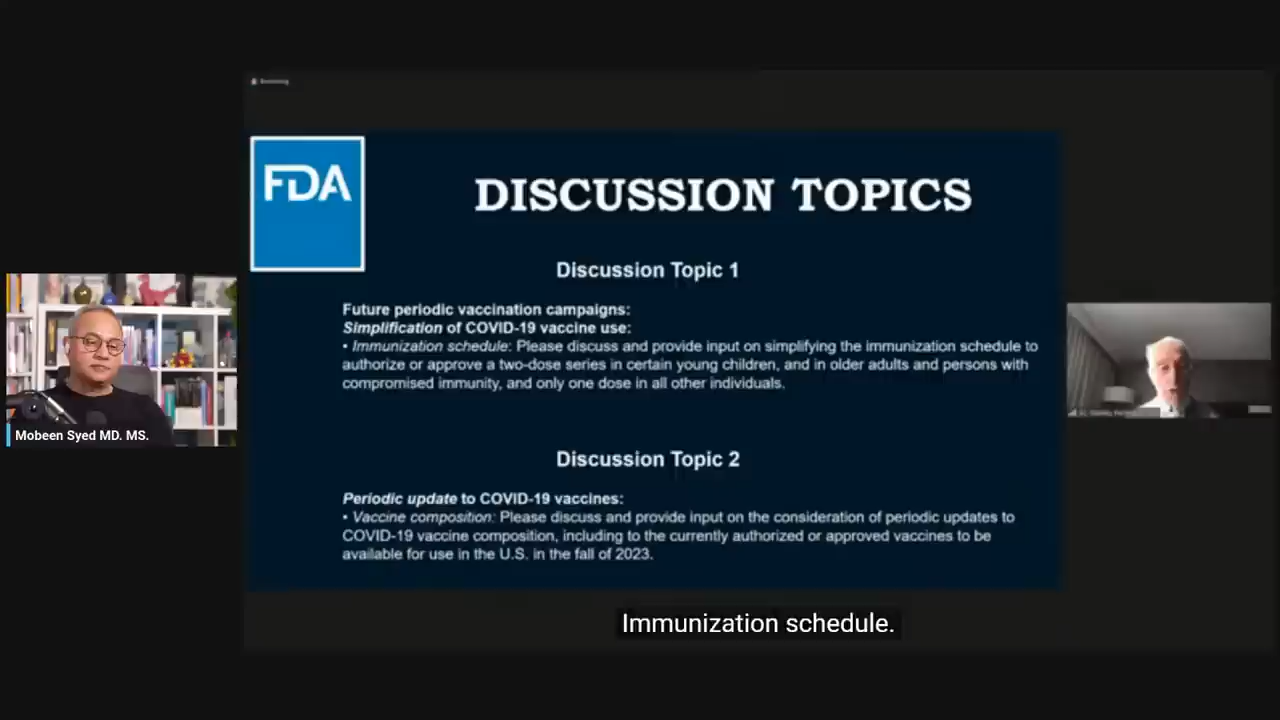 FDA
DISCUSSION TOPICS
Discussion Topic 1
Future periodic vaccination campaigns:
Simplification of COVID-19 vaccine use:
• Immunization schedule: Please discuss and provide input on simplifying the immunization schedule to
authorize or approve a two-dose series in certain young children, and in older adults and persons with
compromised immunity, and only one dose in all other individuals.
Discussion Topic 2
Periodic update to COVID-19 vaccines:
• Vaccine composition: Please discuss and provide input on the consideration of periodic updates to
COVID-19 vaccine composition, including to the currently authorized or approved vaccines to be
available for use in the U.S. in the fall of 2023.
Mobeen Syed MD. MS.
Immunization schedule.